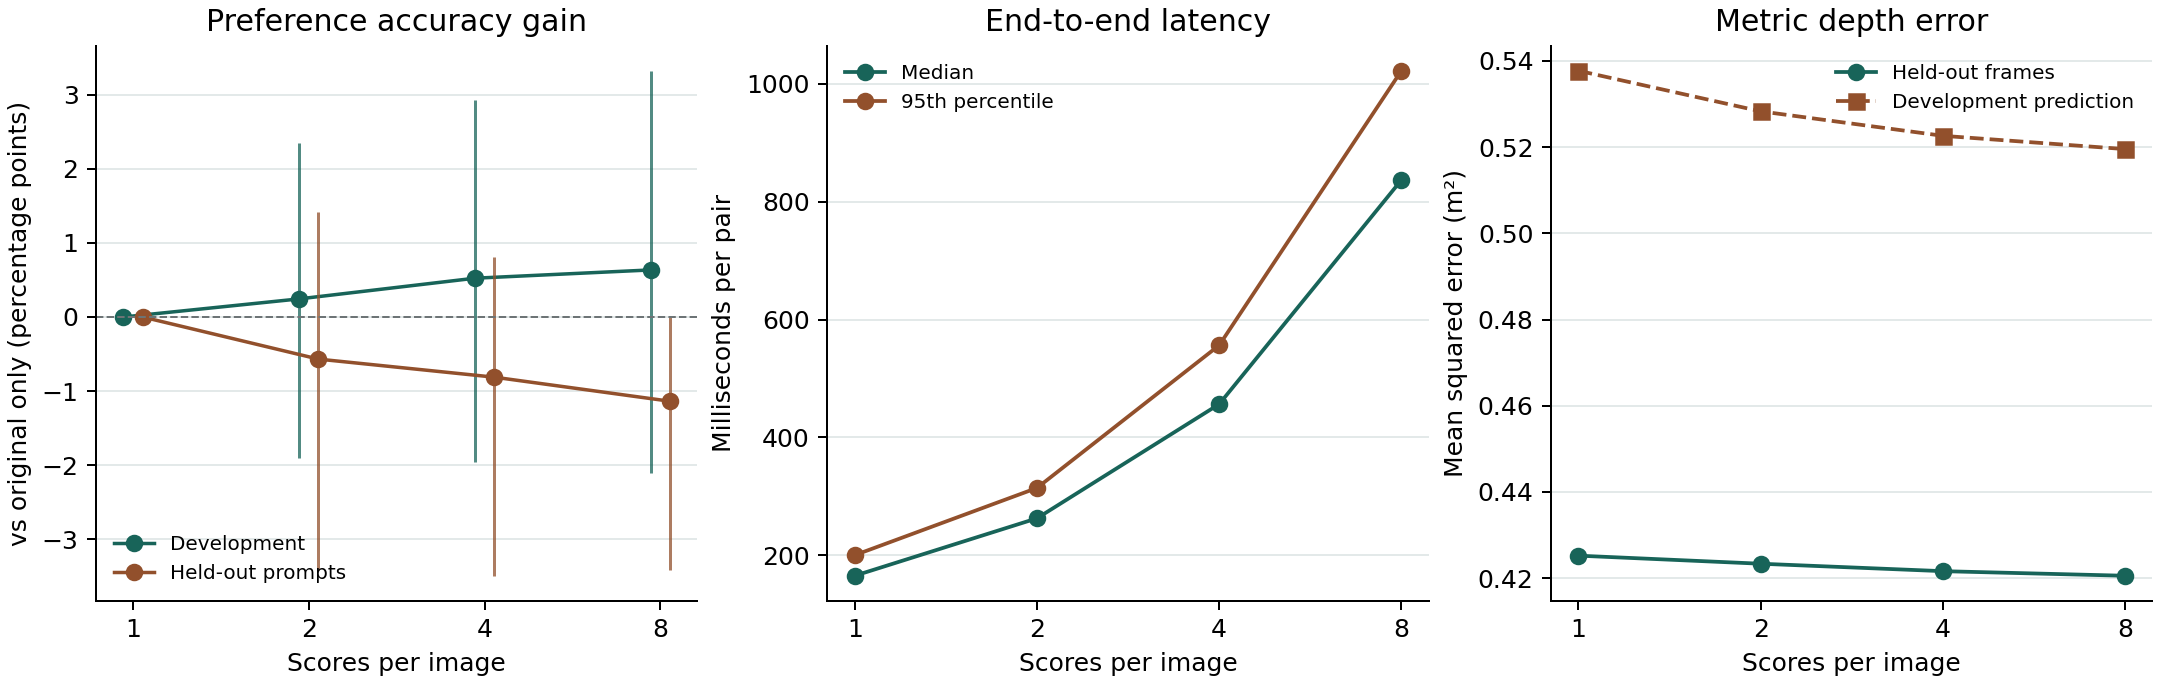 Preference accuracy gain
vs original only (percentage points)
3
2
1
0
−1
−2
−3
Development
Held-out prompts
1
2
4
8
Scores per image
End-to-end latency
Milliseconds per pair
1000
800
600
400
200
Median
95th percentile
1
2
4
8
Scores per image
Metric depth error
Mean squared error (m²)
0.54
0.52
0.50
0.48
0.46
0.44
0.42
Held-out frames
Development prediction
1
2
4
8
Scores per image